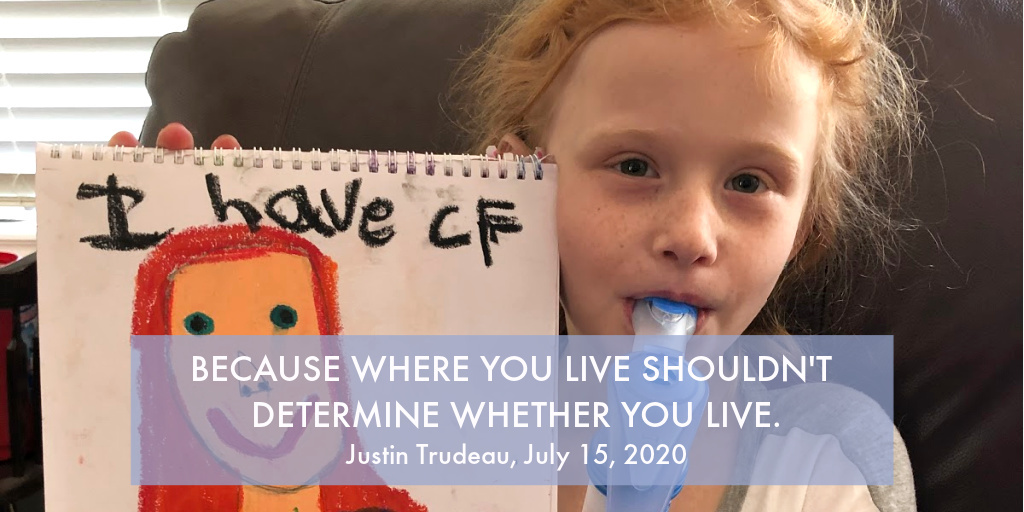 I have CF
BECAUSE WHERE YOU LIVE SHOULDN'T
DETERMINE WHETHER YOU LIVE.
Justin Trudeau, July 15, 2020